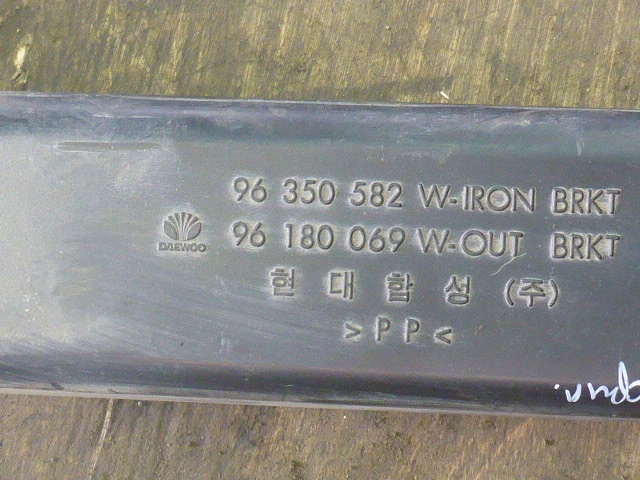 96 350 582 W-IRON BRKT
DAEWOO
96 180 069 W-OUT BRKT
현대합성 (주)
>PP<